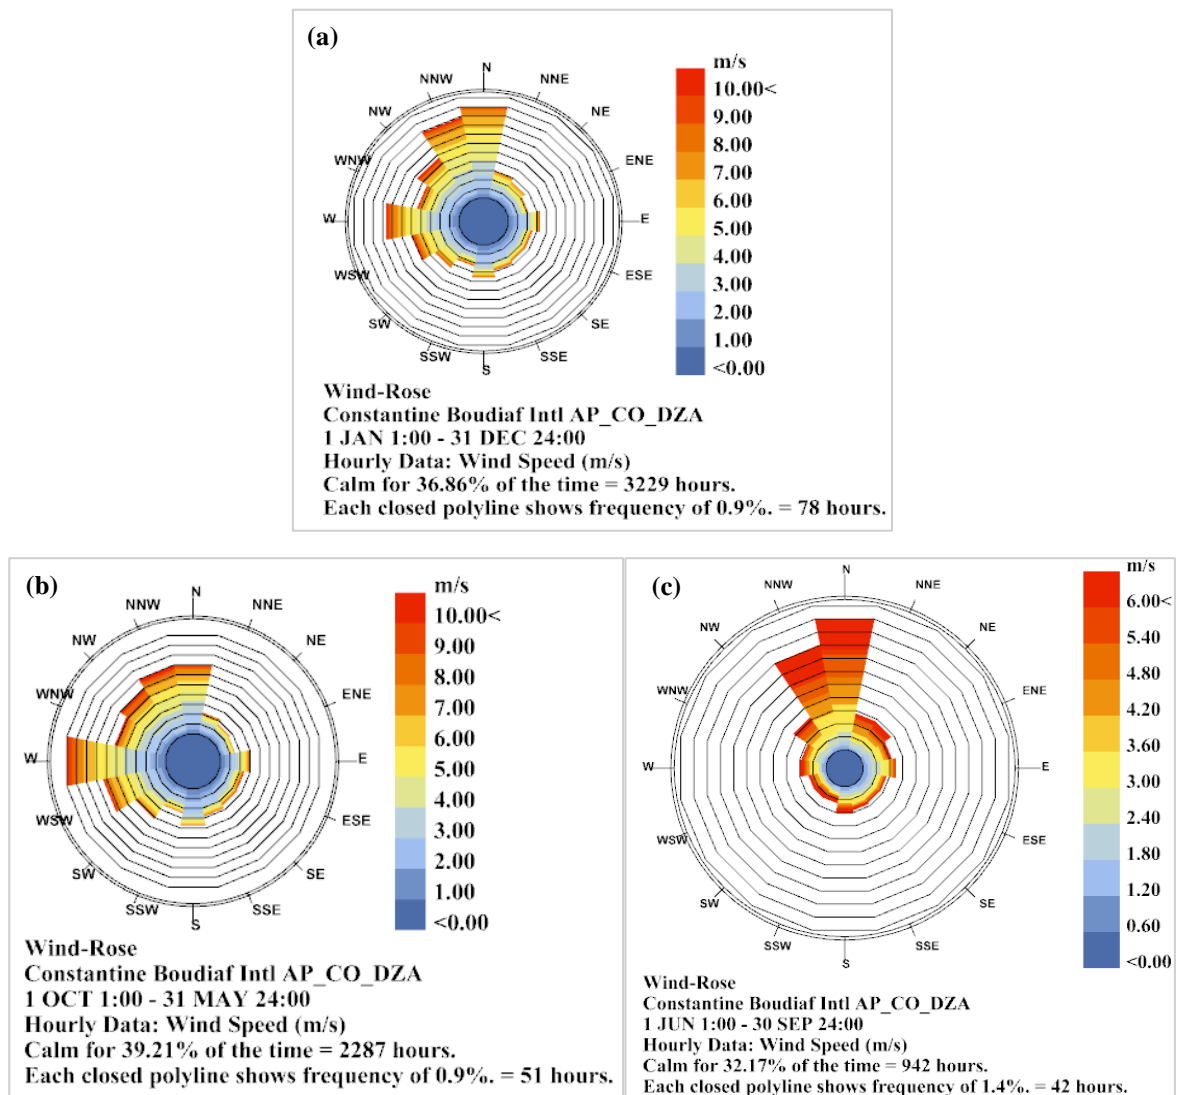 (a)
N
NNE
NE
ENE
E
ESE
SE
SSE
S
SSW
SW
WSW
W
WNW
NW
NNW
m/s
10.00<
9.00
8.00
7.00
6.00
5.00
4.00
3.00
2.00
1.00
<0.00
Wind-Rose
Constantine Boudiaf Intl AP_CO_DZA
1 JAN 1:00 - 31 DEC 24:00
Hourly Data: Wind Speed (m/s)
Calm for 36.86% of the time = 3229 hours.
Each closed polyline shows frequency of 0.9%. = 78 hours.
(b)
N
NNE
NE
ENE
E
ESE
SE
SSE
S
SSW
SW
WSW
W
WNW
NW
NNW
m/s
10.00<
9.00
8.00
7.00
6.00
5.00
4.00
3.00
2.00
1.00
<0.00
Wind-Rose
Constantine Boudiaf Intl AP_CO_DZA
1 OCT 1:00 - 31 MAY 24:00
Hourly Data: Wind Speed (m/s)
Calm for 39.21% of the time = 2287 hours.
Each closed polyline shows frequency of 0.9%. = 51 hours.
(c)
N
NNE
NE
ENE
E
ESE
SE
SSE
S
SSW
SW
WSW
W
WNW
NW
NNW
m/s
6.00<
5.40
4.80
4.20
3.60
3.00
2.40
1.80
1.20
0.60
<0.00
Wind-Rose
Constantine Boudiaf Intl AP_CO_DZA
1 JUN 1:00 - 30 SEP 24:00
Hourly Data: Wind Speed (m/s)
Calm for 32.17% of the time = 942 hours.
Each closed polyline shows frequency of 1.4%. = 42 hours.